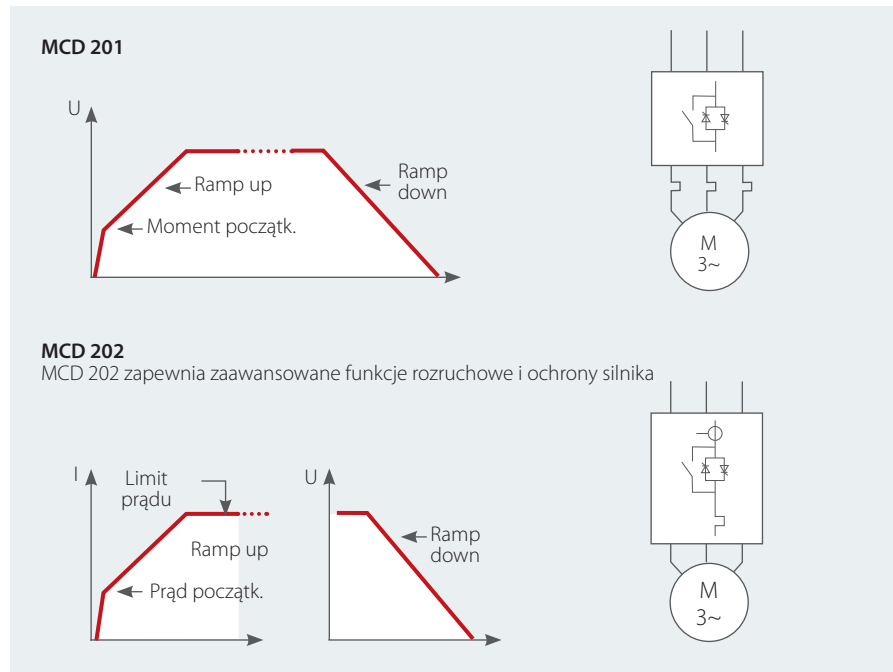 MCD 201
U
Ramp up
Ramp
down
Moment początk.
M
3~
MCD 202
MCD 202 zapewnia zaawansowane funkcje rozruchowe i ochrony silnika
I
Limit
prądu
Ramp up
Prąd początk.
U
Ramp
down
M
3~